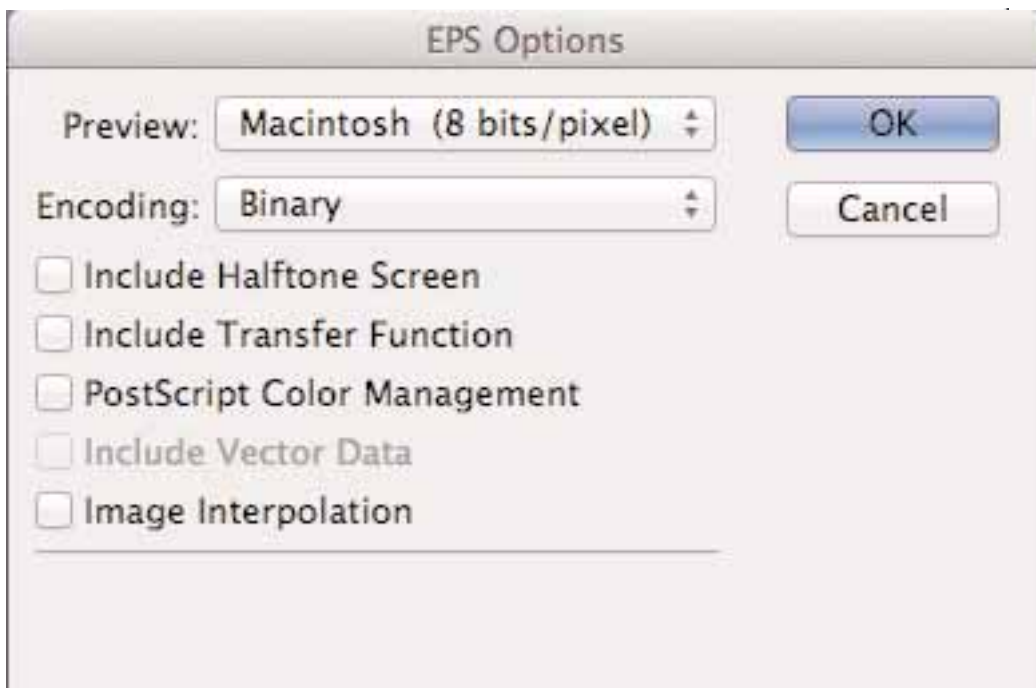 EPS Options
Preview: Macintosh (8 bits/pixel) OK
Encoding: Binary Cancel
Include Halftone Screen
Include Transfer Function
PostScript Color Management
Include Vector Data
Image Interpolation